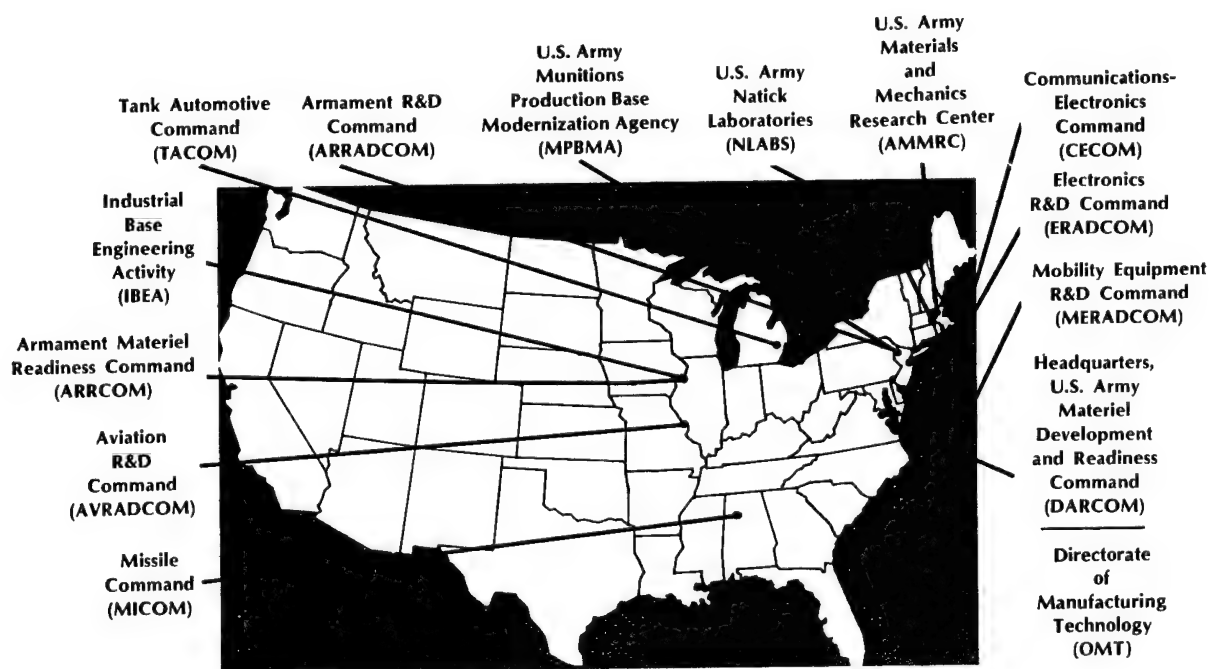 Tank Automotive
Command
(TACOM)
Armament R&D
Command
(ARRADCOM)
U.S. Army
Munitions
Production Base
Modernization Agency
(MPBMA)
U.S. Army
Natick
Laboratories
(NLABS)
U.S. Army
Materials
and
Mechanics
Research Center
(AMMRC)
Communications-
Electronics
Command
(CECOM)
Electronics
R&D Command
(ERADCOM)
Mobility Equipment
R&D Command
(MERADCOM)
Headquarters,
U.S. Army
Materiel
Development
and Readiness
Command
(DARCOM)
Directorate
of
Manufacturing
Technology
(OMT)
Industrial
Base
Engineering
Activity
(IBEA)
Armament Materiel
Readiness Command
(ARRCOM)
Aviation
R&D
Command
(AVRADCOM)
Missile
Command
(MICOM)